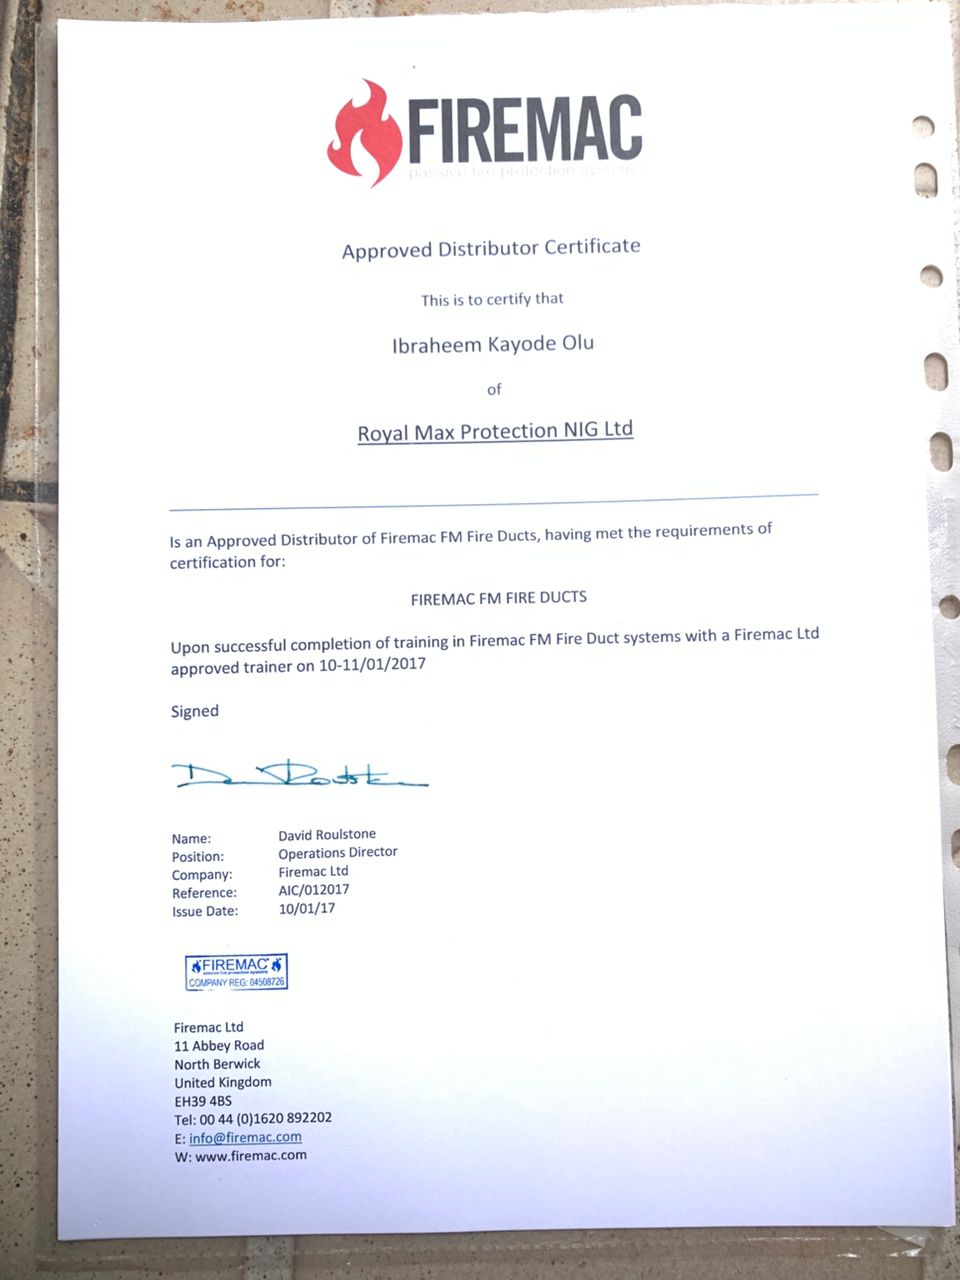 FIREMAC
passive fire protection systems
Approved Distributor Certificate
This is to certify that
Ibraheem Kayode Olu
of
Royal Max Protection NIG Ltd
Is an Approved Distributor of Firemac FM Fire Ducts, having met the requirements of
certification for:
FIREMAC FM FIRE DUCTS
Upon successful completion of training in Firemac FM Fire Duct systems with a Firemac Ltd
approved trainer on 10-11/01/2017
Signed
Name: David Roulstone
Position: Operations Director
Company: Firemac Ltd
Reference: AIC/012017
Issue Date: 10/01/17
FIREMAC
passive fire protection systems
COMPANY REG: 04508726
Firemac Ltd
11 Abbey Road
North Berwick
United Kingdom
EH39 4BS
Tel: 00 44 (0)1620 892202
E: info@firemac.com
W: www.firemac.com